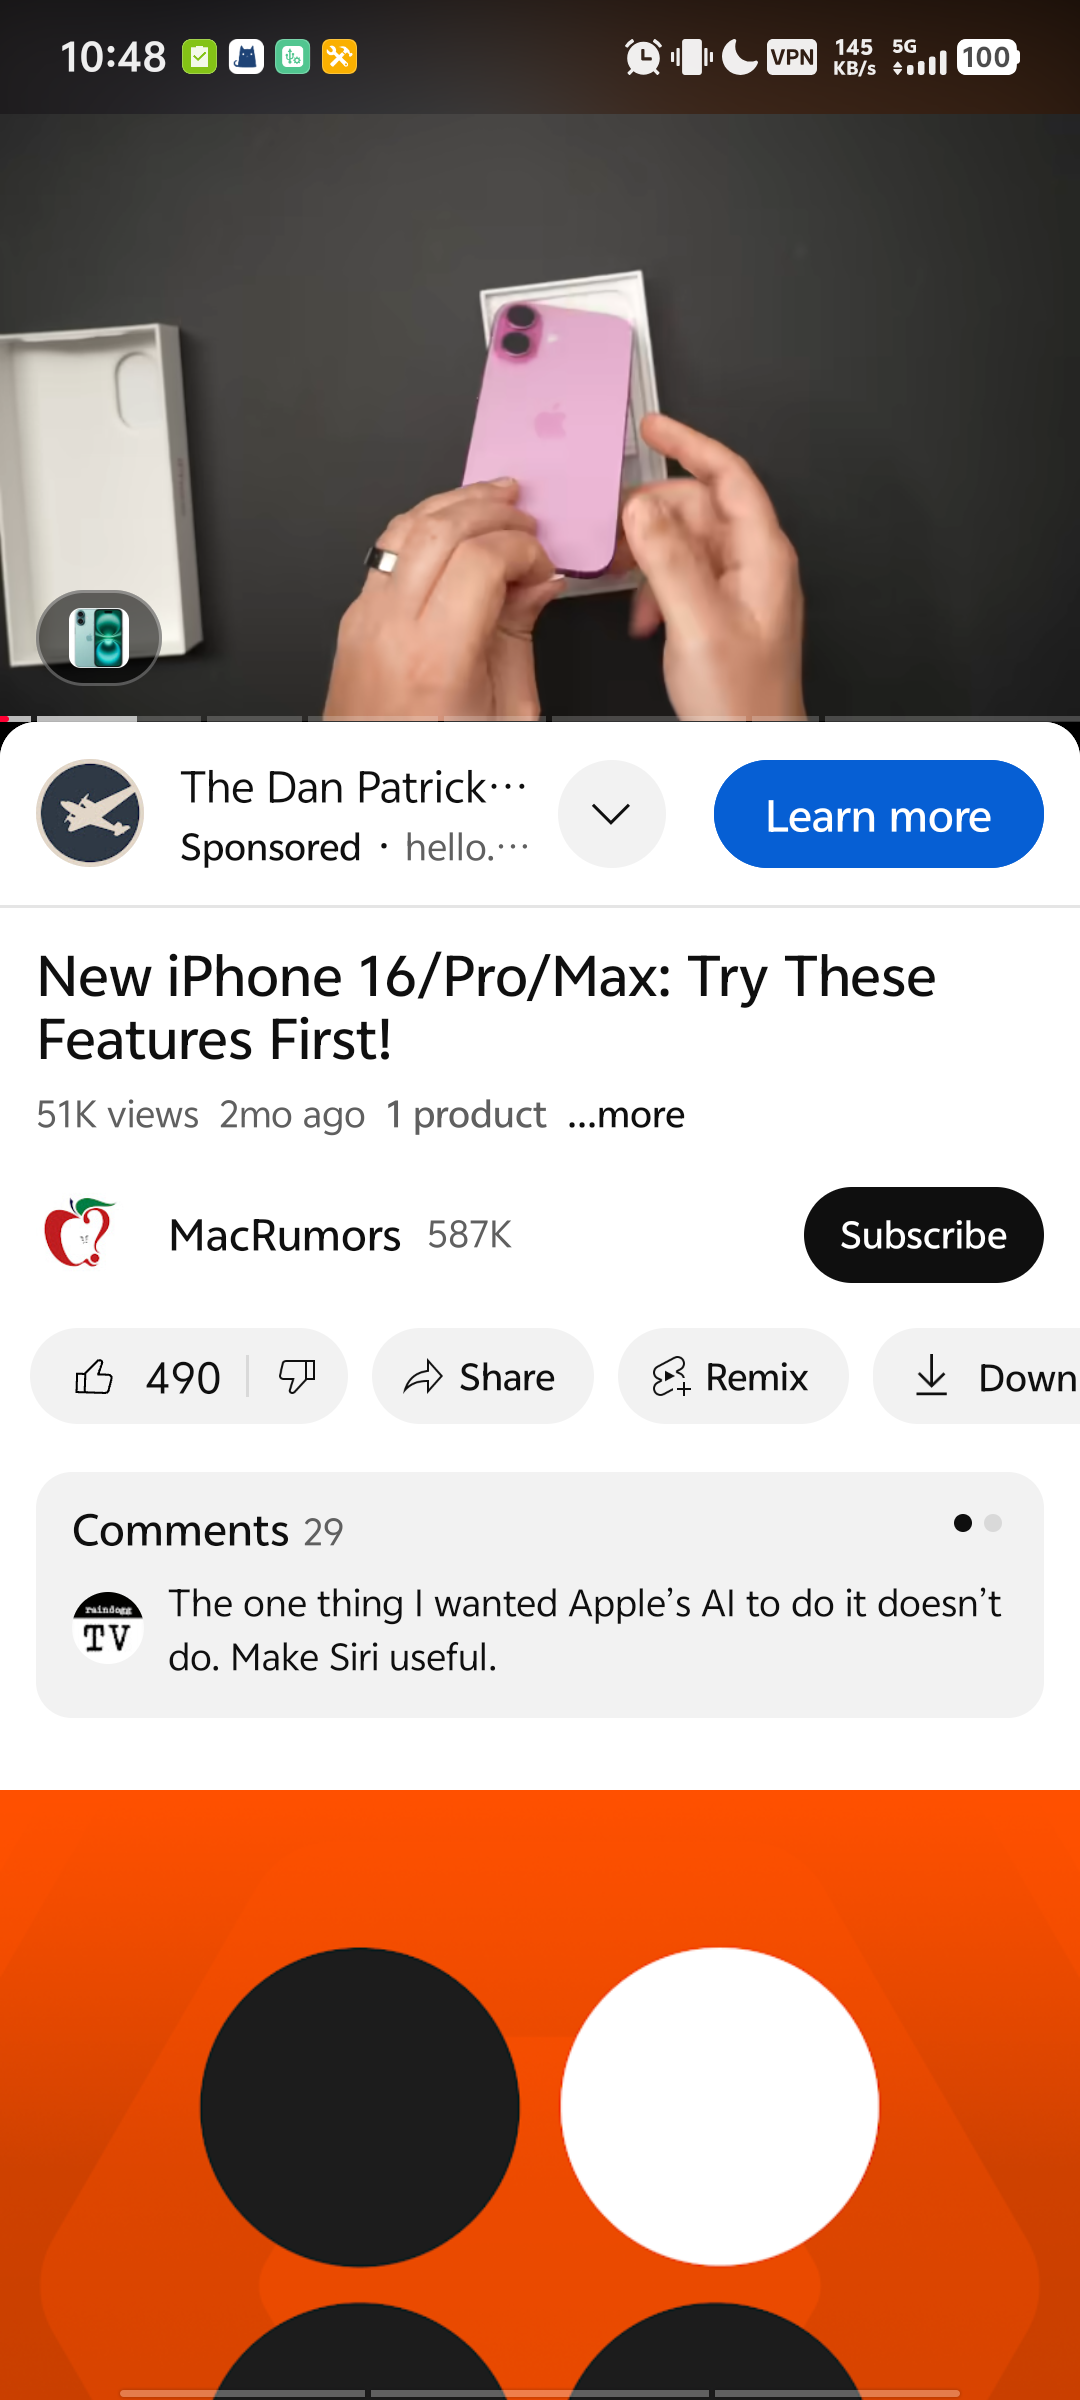 10:48
VPN
145
KB/s
5G
100
The Dan Patrick…
Sponsored · hello.…
Learn more
New iPhone 16/Pro/Max: Try These
Features First!
51K views 2mo ago 1 product ...more
MacRumors 587K
Subscribe
490
Share
Remix
Down
Comments 29
raindogg
TV
The one thing I wanted Apple’s AI to do it doesn’t
do. Make Siri useful.